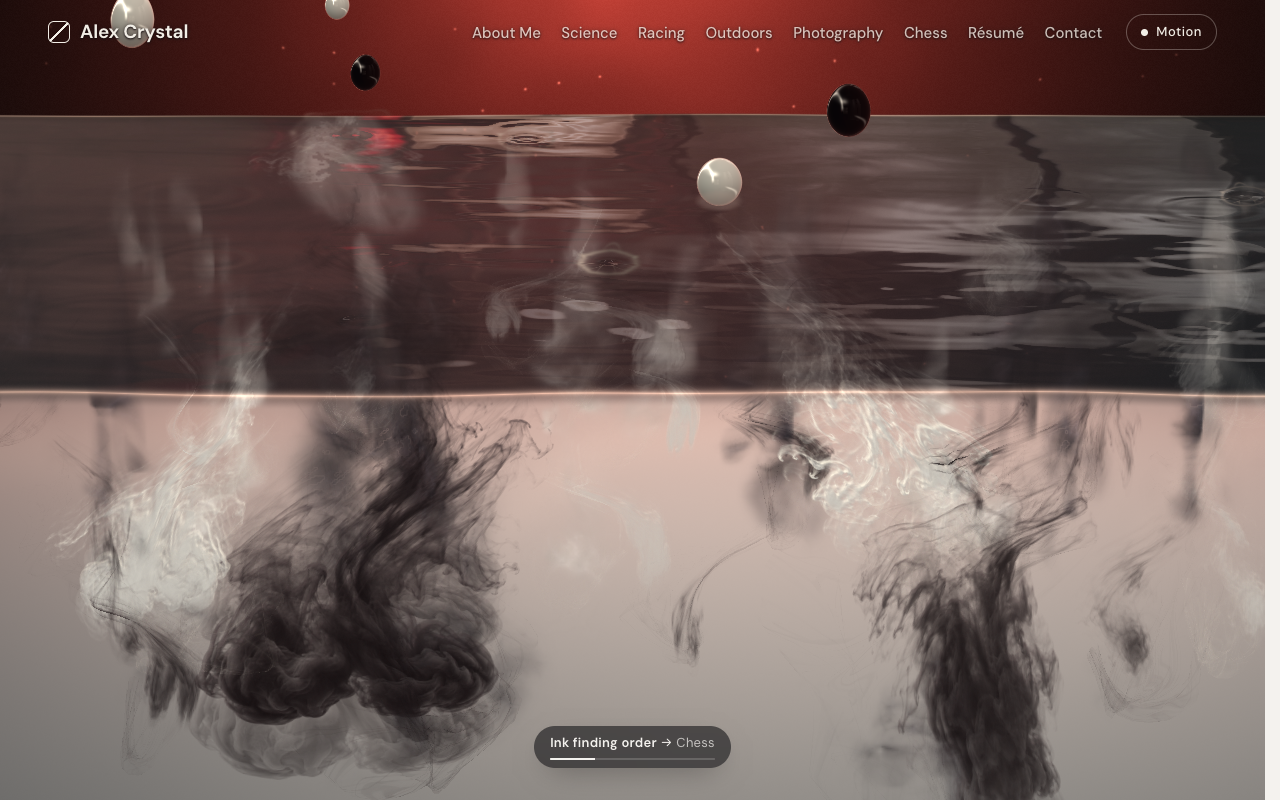 Alex Crystal
About Me Science Racing Outdoors Photography Chess Résumé Contact Motion
Ink finding order → Chess